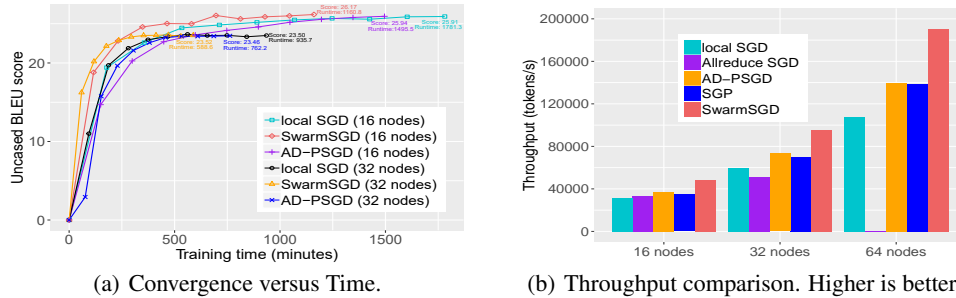 Uncased BLEU score
20
10
0
Score: 26.17
Runtime:1160.8
Score: 25.91
Runtime: 1781.3
Score: 25.94
Runtime:1495.5
Score: 23.50
Runtime: 935.7
Score: 23.46
Runtime: 762.2
Score: 23.52
local SGD (16 nodes)
SwarmSGD (16 nodes)
AD-PSGD (16 nodes)
local SGD (32 nodes)
SwarmSGD (32 nodes)
AD-PSGD (32 nodes)
0
500
1000
1500
Training time (minutes)
(a) Convergence versus Time.
Throughput (tokens/s)
200000
160000
120000
80000
40000
0
local SGD
Allreduce SGD
AD-PSGD
SGP
SwarmSGD
16 nodes
32 nodes
64 nodes
(b) Throughput comparison. Higher is better